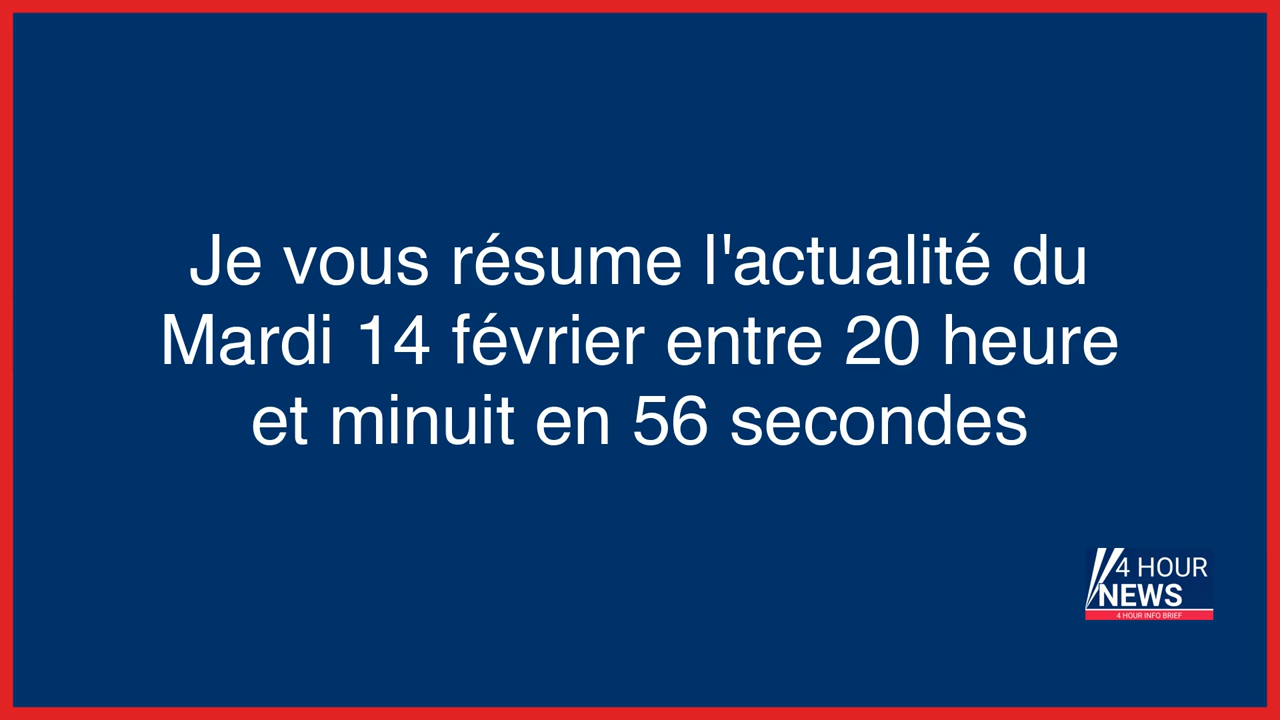 Je vous résume l'actualité du
Mardi 14 février entre 20 heure
et minuit en 56 secondes
4 HOUR
NEWS
4 HOUR INFO BRIEF